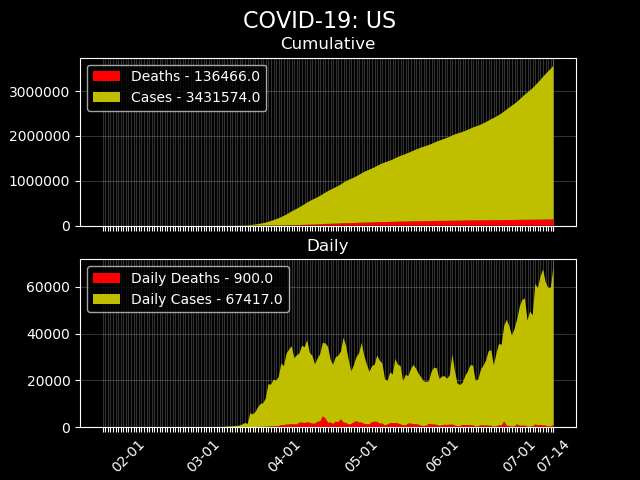 COVID-19: US
Cumulative
Deaths - 136466.0
Cases - 3431574.0
3000000
2000000
1000000
0
Daily
Daily Deaths - 900.0
Daily Cases - 67417.0
60000
40000
20000
0
02-01
03-01
04-01
05-01
06-01
07-01
07-14